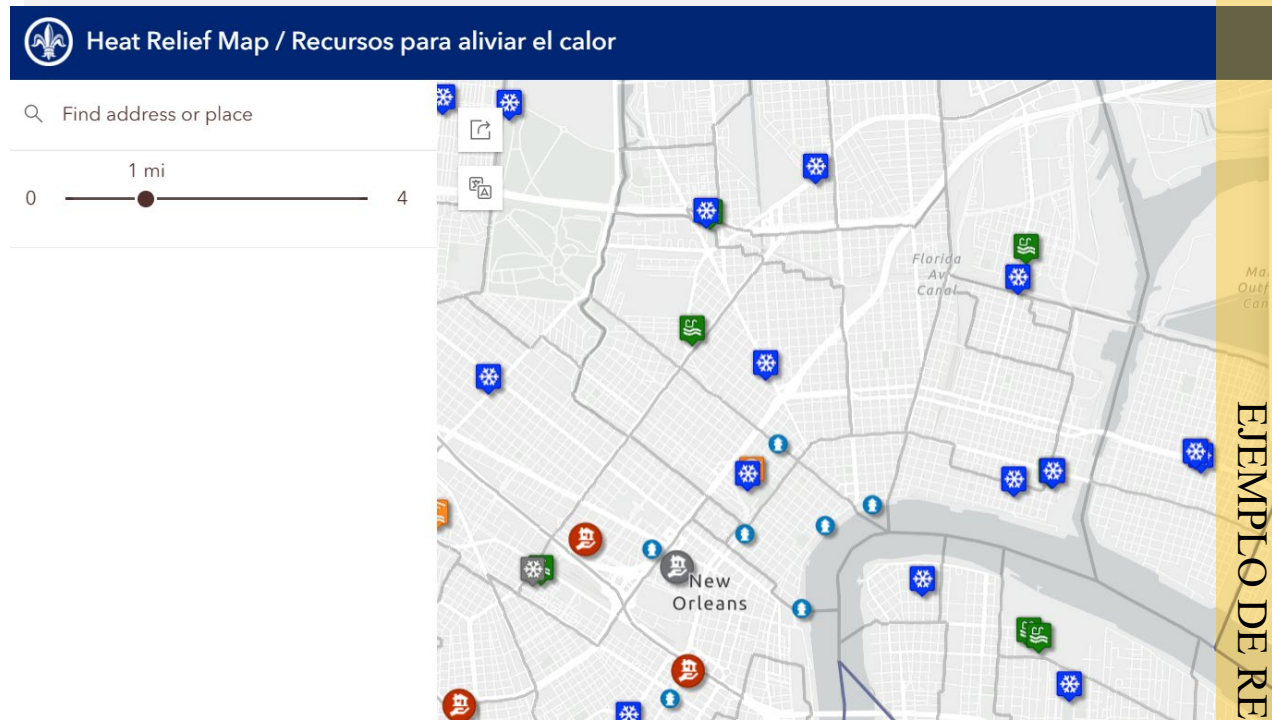 Heat Relief Map / Recursos para aliviar el calor
Find address or place
1 mi
0
4
Florida
Av
Canal
New
Orleans
EJEMPLO DE RE